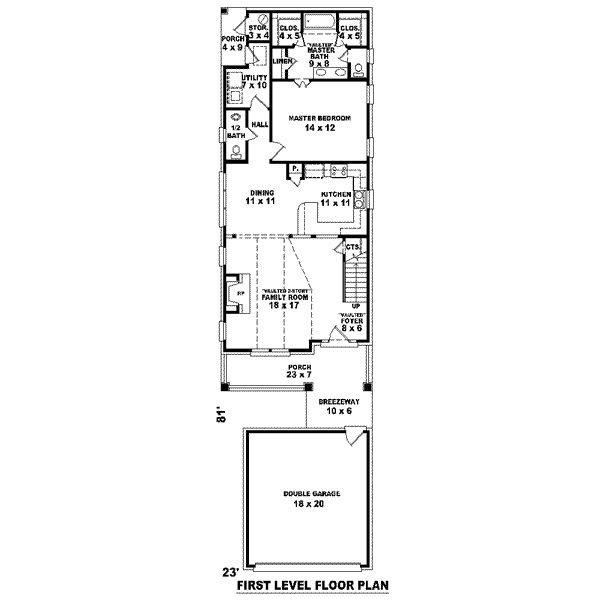 STOR.
3 x 4
CLOS.
4 x 5
CLOS.
4 x 5
PORCH
4 x 9
"VAULTED"
MASTER
BATH
9 x 8
LINEN
UTILITY
7 x 10
HALL
MASTER BEDROOM
14 x 12
1/2
BATH
P.
DINING
11 x 11
KITCHEN
11 x 11
CTS.
FP
UP
"VAULTED 2-STORY"
FAMILY ROOM
18 x 17
"VAULTED"
FOYER
8 x 6
PORCH
23 x 7
BREEZEWAY
10 x 6
81'
DOUBLE GARAGE
18 x 20
23'
FIRST LEVEL FLOOR PLAN